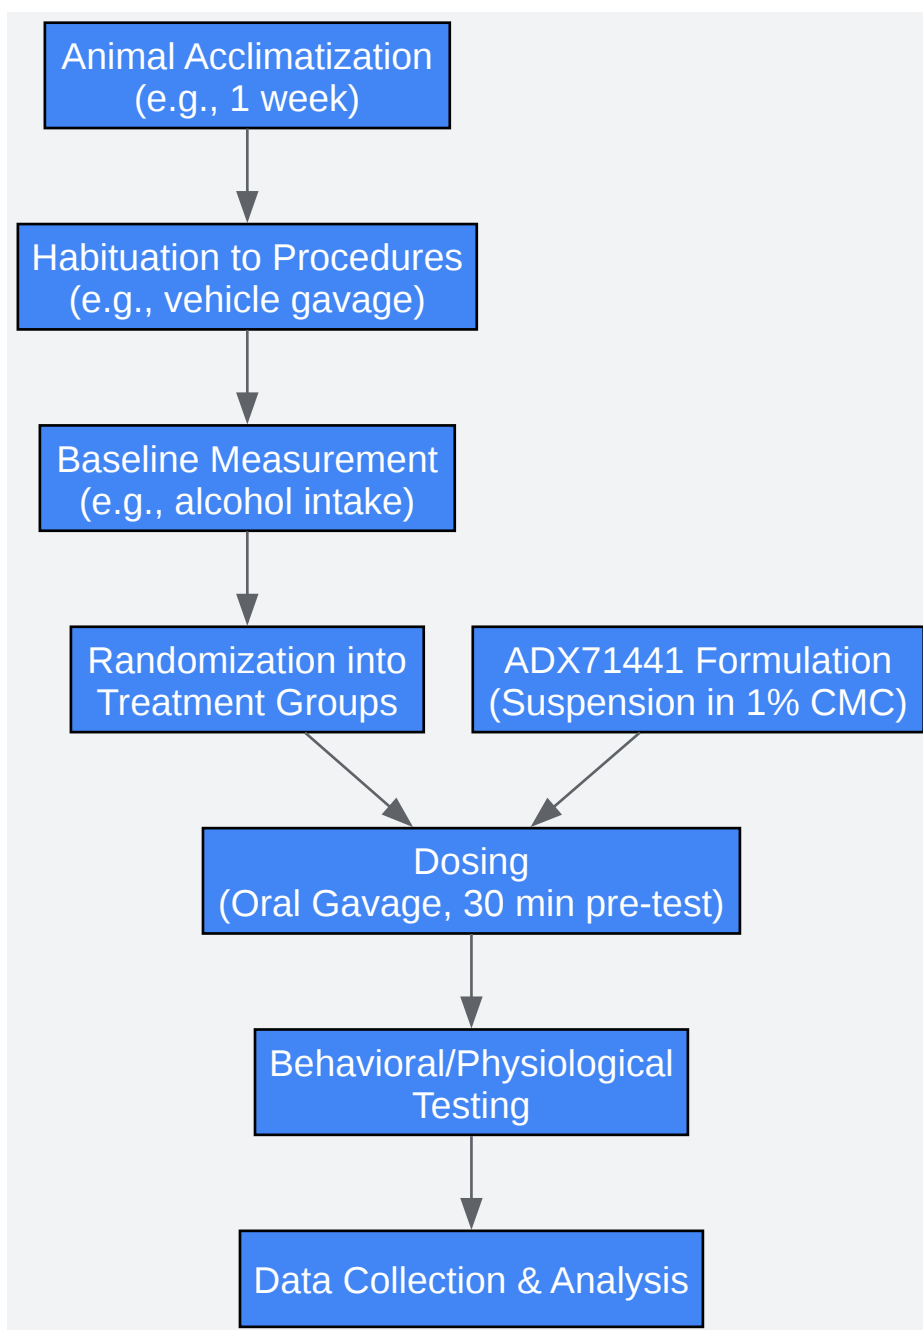 Animal Acclimatization
(e.g., 1 week)
Habituation to Procedures
(e.g., vehicle gavage)
Baseline Measurement
(e.g., alcohol intake)
Randomization into
Treatment Groups
ADX71441 Formulation
(Suspension in 1% CMC)
Dosing
(Oral Gavage, 30 min pre-test)
Behavioral/Physiological
Testing
Data Collection & Analysis